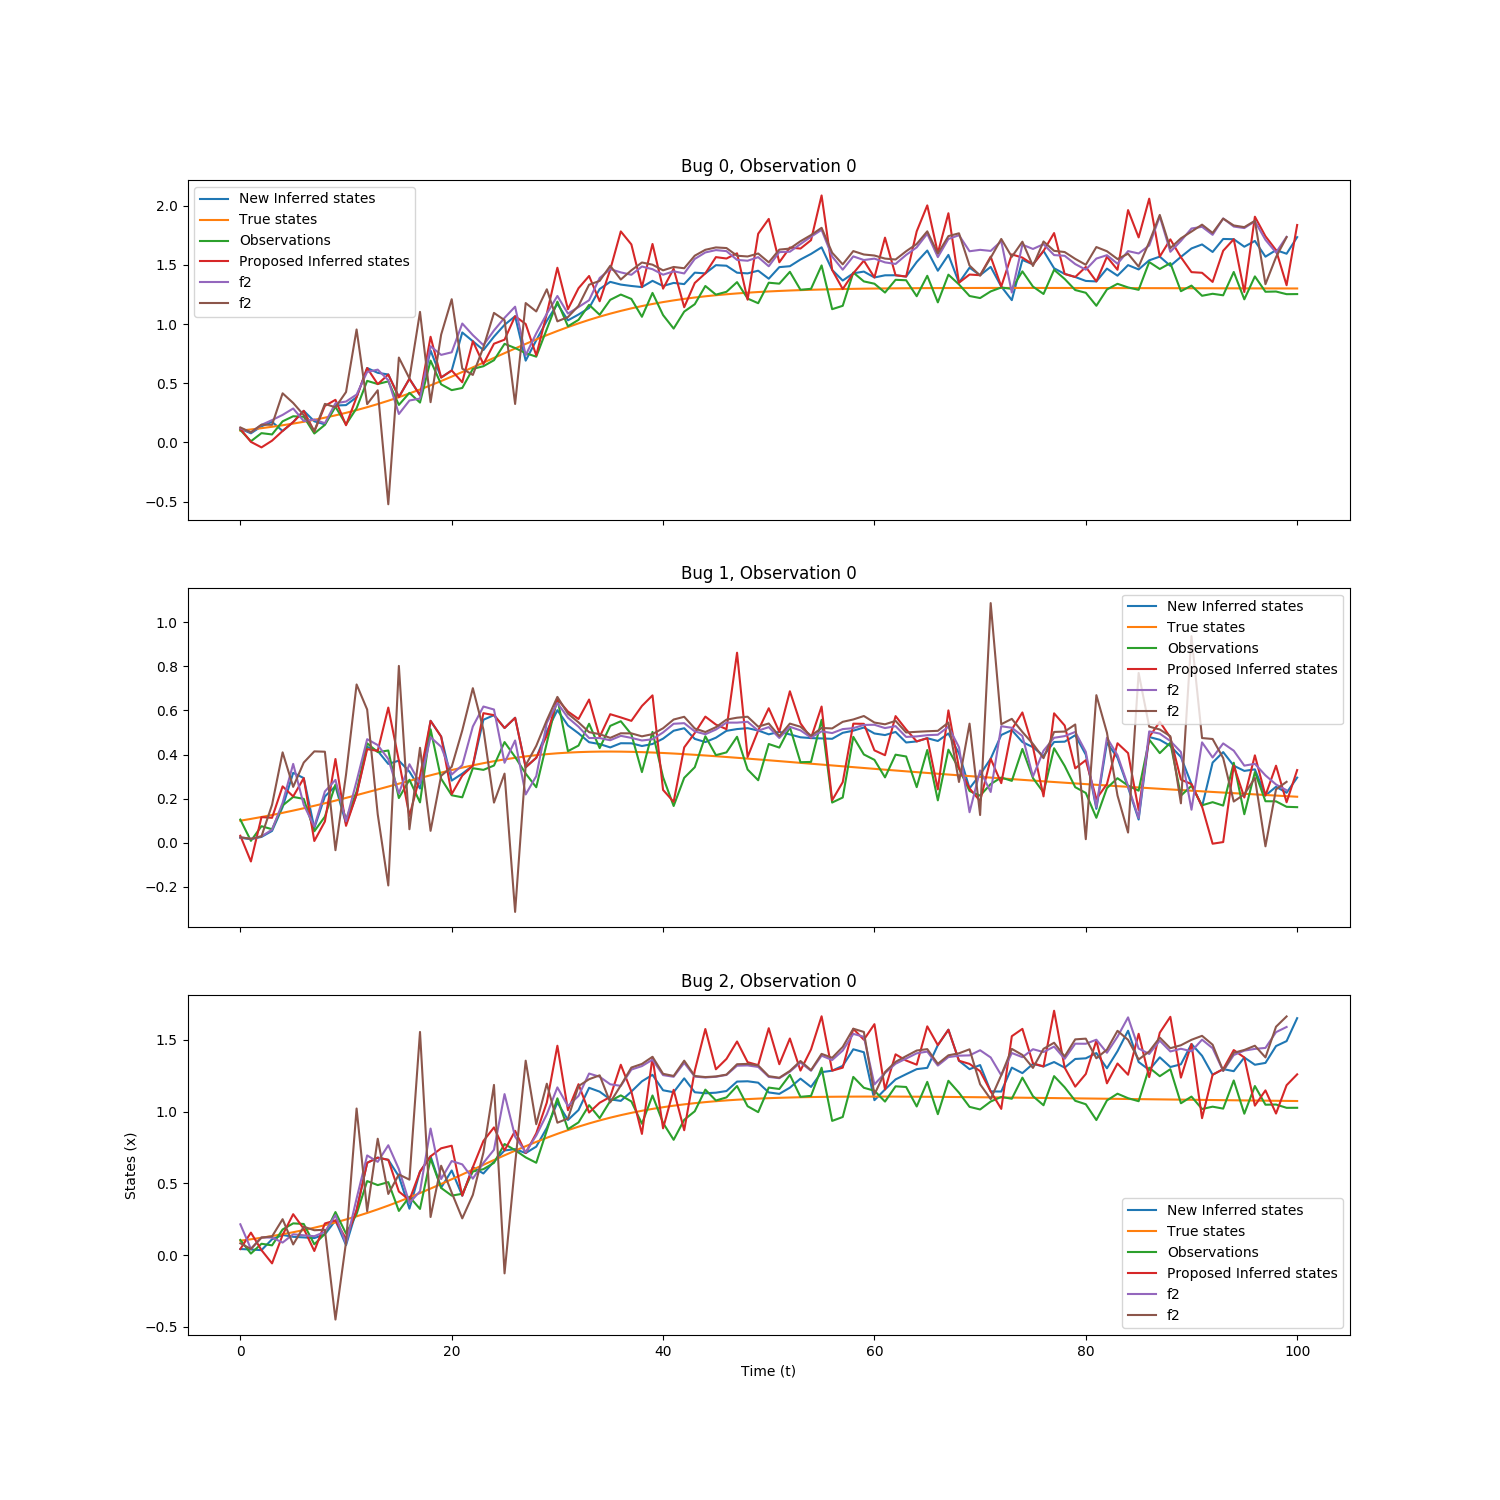 Bug 0, Observation 0
New Inferred states
True states
Observations
Proposed Inferred states
f2
f2
2.0
1.5
1.0
0.5
0.0
−0.5
Bug 1, Observation 0
New Inferred states
True states
Observations
Proposed Inferred states
f2
f2
1.0
0.8
0.6
0.4
0.2
0.0
−0.2
Bug 2, Observation 0
New Inferred states
True states
Observations
Proposed Inferred states
f2
f2
1.5
1.0
0.5
0.0
−0.5
States (x)
0 20 40 60 80 100
Time (t)